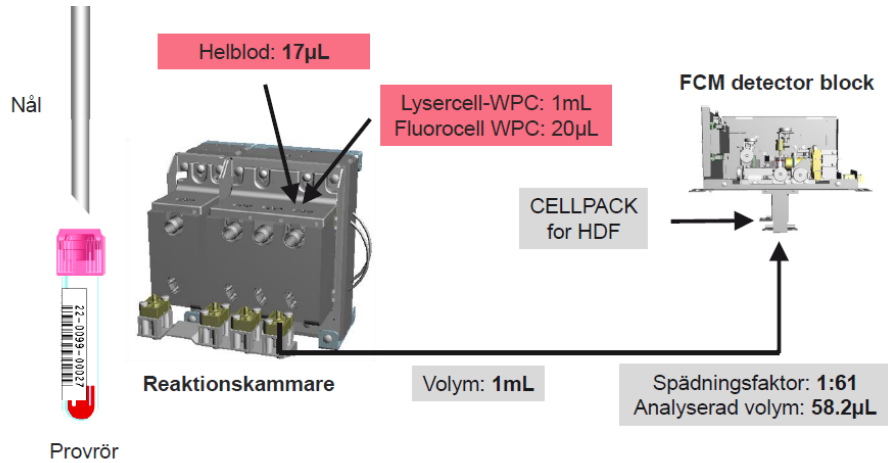 Helblod: 17µL
Nål
Lysercell-WPC: 1mL
Fluorocell WPC: 20µL
FCM detector block
CELLPACK
for HDF
22-0099-00027
Reaktionskammare
Volym: 1mL
Spädningsfaktor: 1:61
Analyserad volym: 58.2µL
Provrör